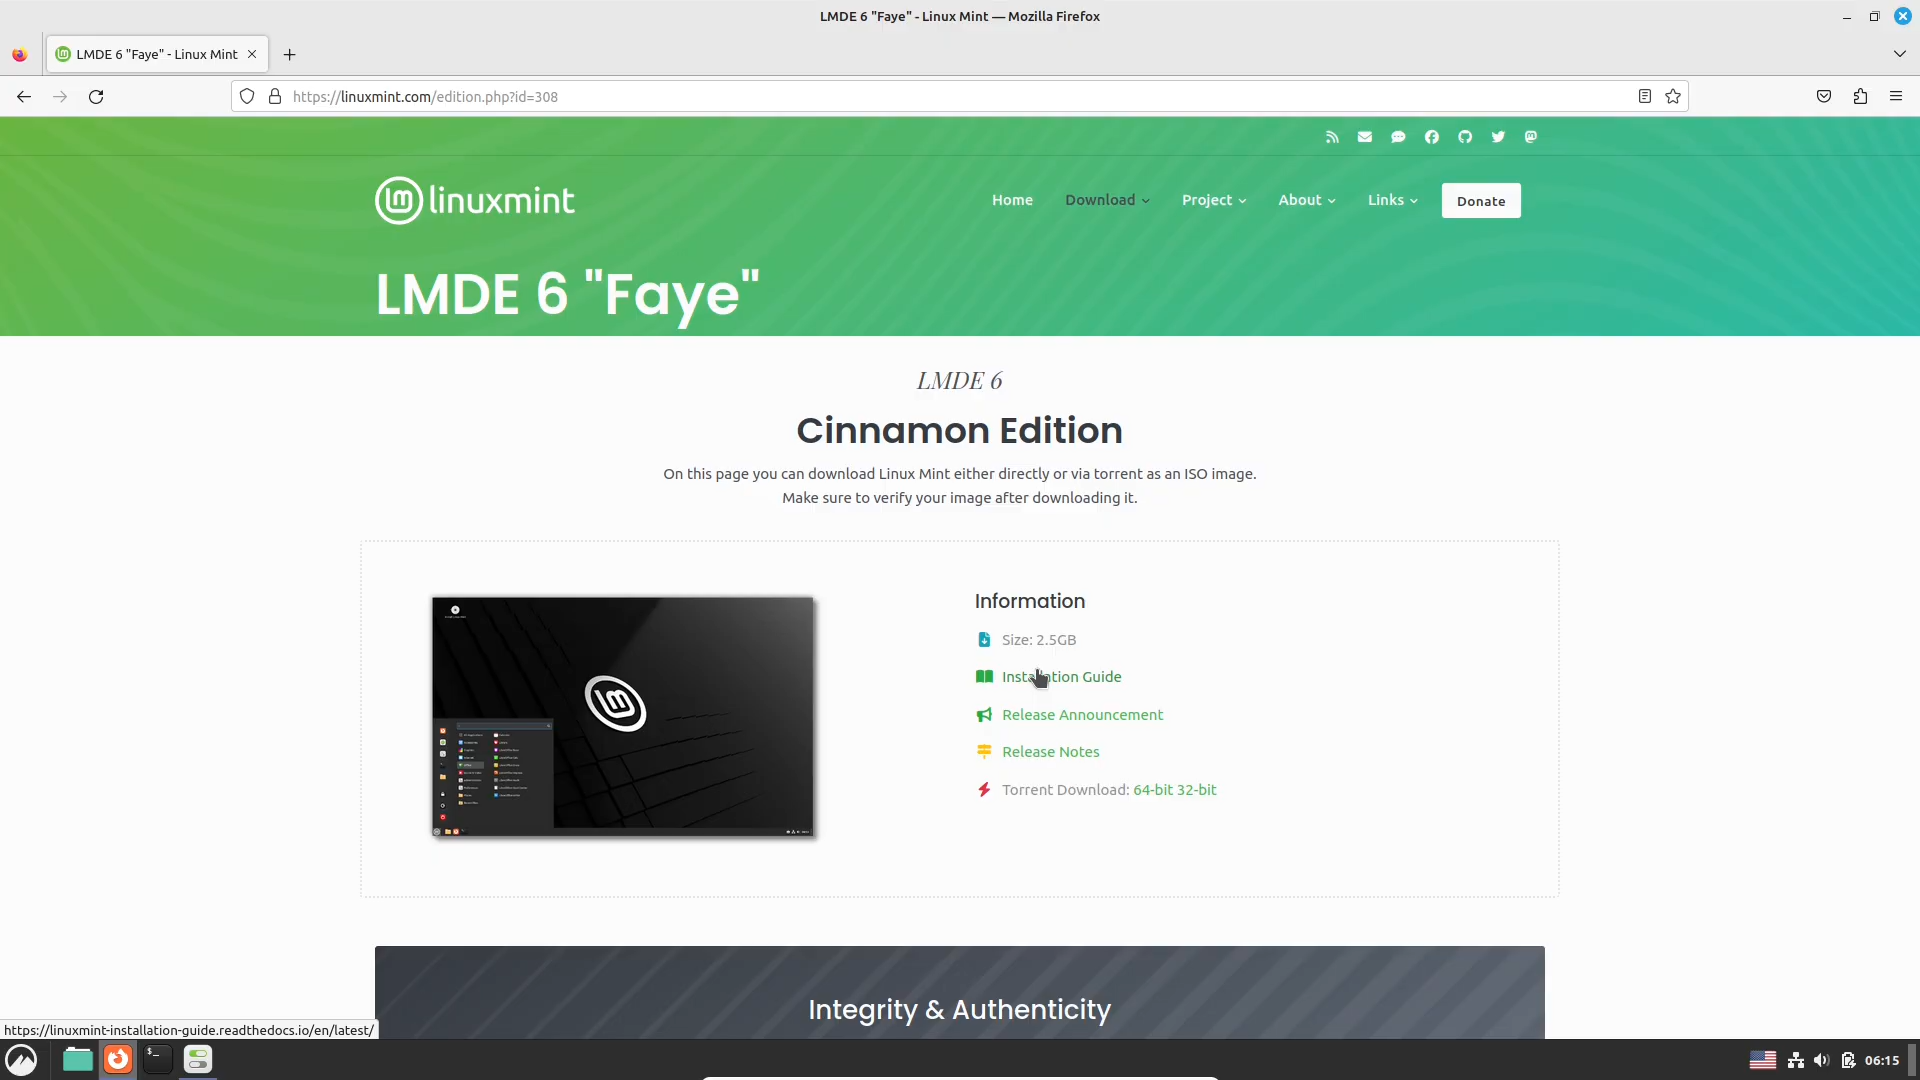 LMDE 6 "Faye" - Linux Mint — Mozilla Firefox
LMDE 6 "Faye" - Linux Mint
https://linuxmint.com/edition.php?id=308
linuxmint
Home
Download
Project
About
Links
Donate
LMDE 6 "Faye"
LMDE 6
Cinnamon Edition
On this page you can download Linux Mint either directly or via torrent as an ISO image.
Make sure to verify your image after downloading it.
Information
Size: 2.5GB
Installation Guide
Release Announcement
Release Notes
Torrent Download: 64-bit 32-bit
Integrity & Authenticity
https://linuxmint-installation-guide.readthedocs.io/en/latest/
06:15